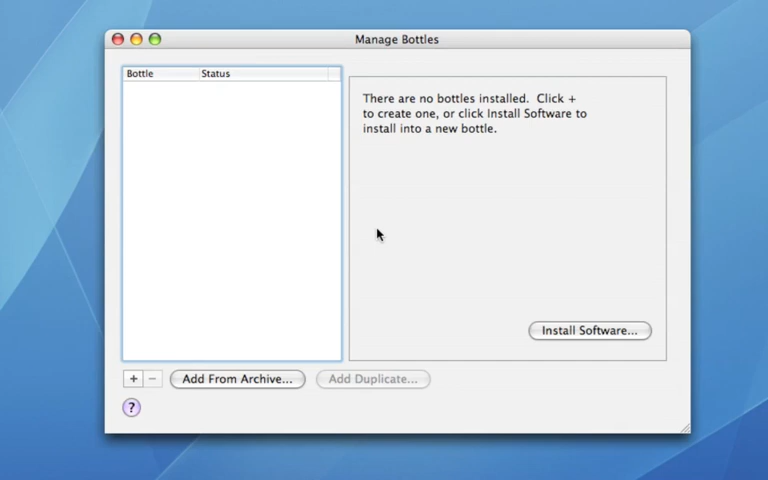 Manage Bottles
Bottle Status
There are no bottles installed. Click +
to create one, or click Install Software to
install into a new bottle.
Install Software...
+ − Add From Archive... Add Duplicate...
?